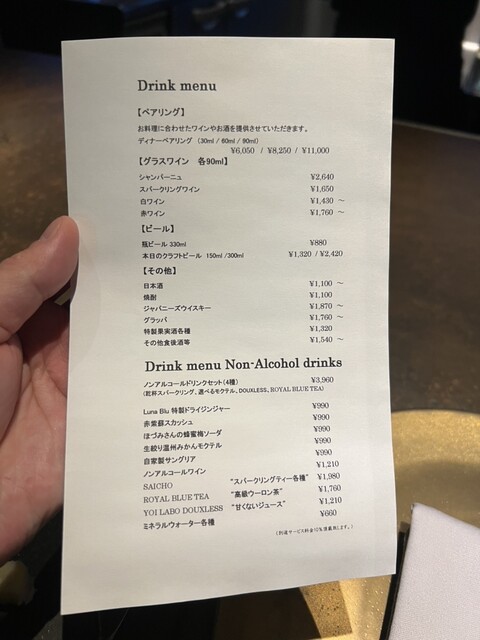 Drink menu
【ペアリング】
お料理に合わせたワインやお酒を提供させていただきます。
ディナーペアリング (30ml / 60ml / 90ml)
¥6,050 / ¥8,250 / ¥11,000
【グラスワイン 各90ml】
シャンパーニュ ¥2,640
スパークリングワイン ¥1,650
白ワイン ¥1,430 ～
赤ワイン ¥1,760 ～
【ビール】
瓶ビール 330ml ¥880
本日のクラフトビール 150ml /300ml ¥1,320 / ¥2,420
【その他】
日本酒 ¥1,100 ～
焼酎 ¥1,100
ジャパニーズウイスキー ¥1,870 ～
グラッパ ¥1,760 ～
特製果実酒各種 ¥1,320
その他食後酒等 ¥1,540 ～
Drink menu Non-Alcohol drinks
ノンアルコールドリンクセット(4種) ¥3,960
(乾杯スパークリング、選べるモクテル、DOUXLESS、ROYAL BLUE TEA)
Luna Blu 特製ドライジンジャー ¥990
赤紫蘇スカッシュ ¥990
ほづみさんの蜂蜜梅ソーダ ¥990
生絞り温州みかんモクテル ¥990
自家製サングリア ¥990
ノンアルコールワイン ¥1,210
SAICHO "スパークリングティー各種" ¥1,980
ROYAL BLUE TEA "高級ウーロン茶" ¥1,760
YOI LABO DOUXLESS "甘くないジュース" ¥1,210
ミネラルウォーター各種 ¥660
(別途サービス料金10%頂戴致します。)